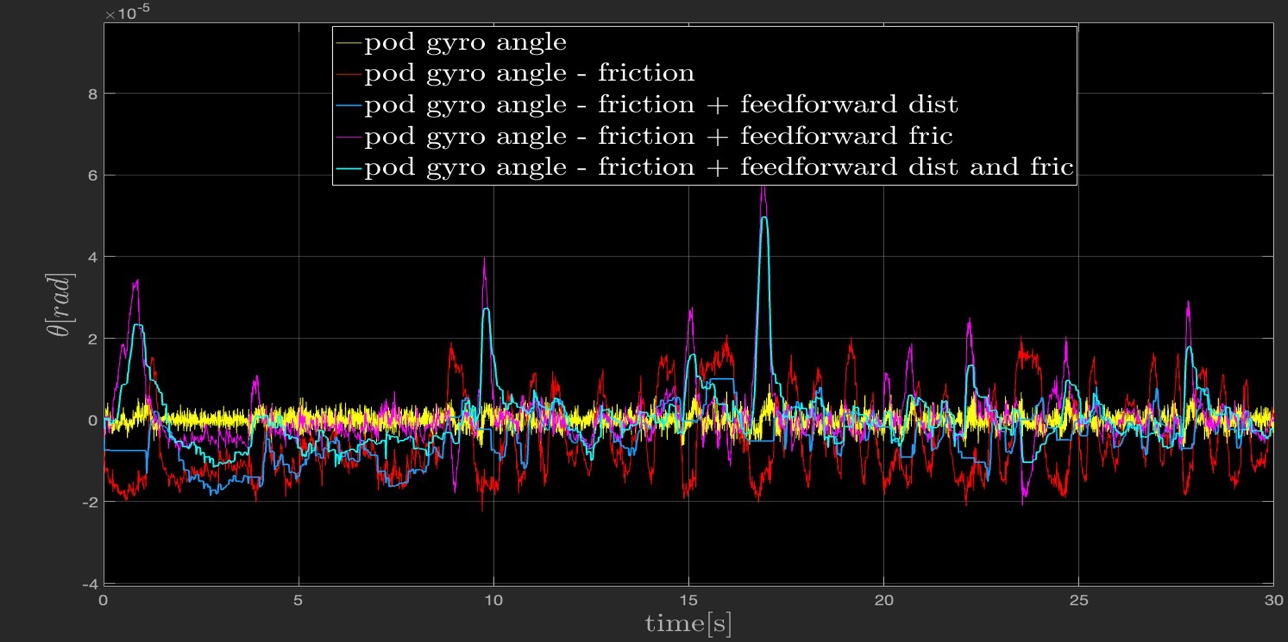 ×10⁻⁵
pod gyro angle
pod gyro angle - friction
pod gyro angle - friction + feedforward dist
pod gyro angle - friction + feedforward fric
pod gyro angle - friction + feedforward dist and fric
8
6
4
2
0
-2
-4
θ[rad]
0 5 10 15 20 25 30
time[s]